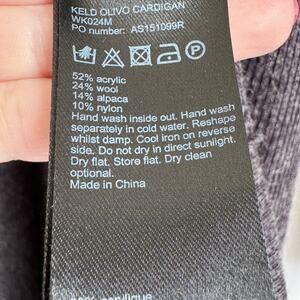 KELD OLIVO CARDIGAN
WK024M
PO number: AS151099R
52% acrylic
24% wool
14% alpaca
10% nylon
Hand wash inside out. Hand wash
separately in cold water. Reshape
whilst damp. Cool iron on reverse
side. Do not dry in direct sunlight.
Dry flat. Store flat. Dry clean
optional.
Made in China